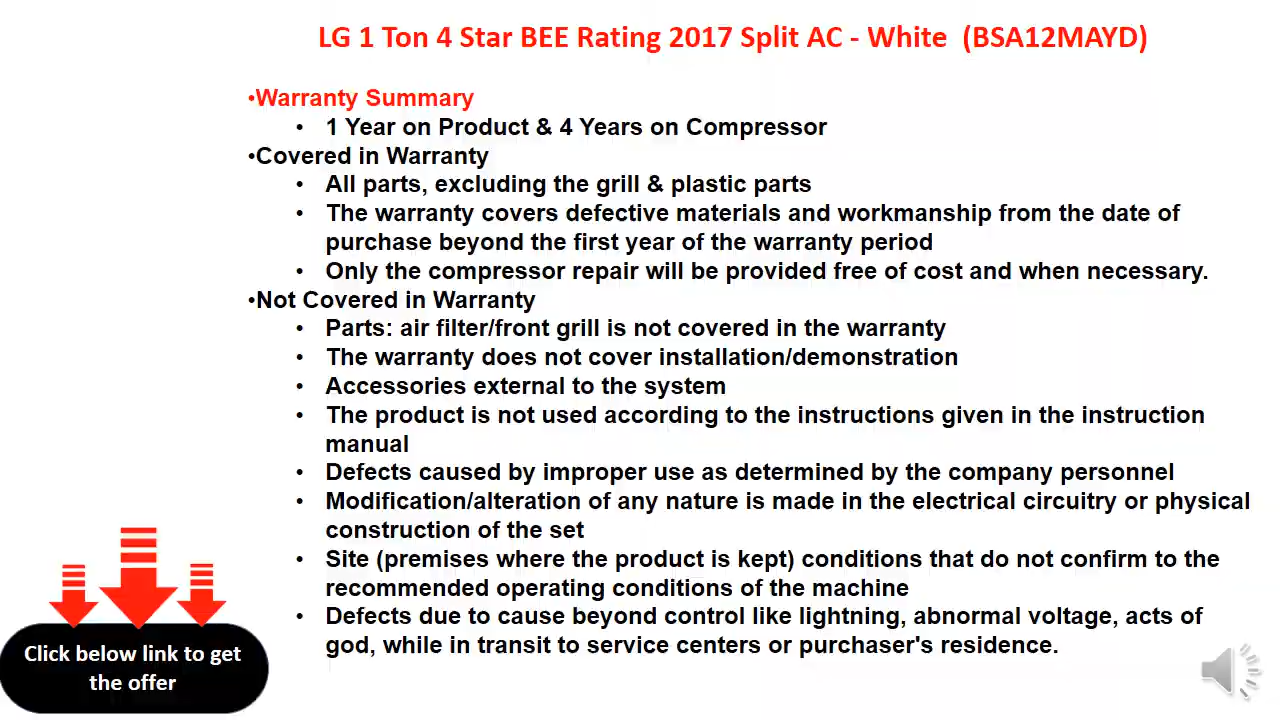 LG 1 Ton 4 Star BEE Rating 2017 Split AC - White (BSA12MAYD)
•Warranty Summary
• 1 Year on Product & 4 Years on Compressor
•Covered in Warranty
• All parts, excluding the grill & plastic parts
• The warranty covers defective materials and workmanship from the date of
purchase beyond the first year of the warranty period
• Only the compressor repair will be provided free of cost and when necessary.
•Not Covered in Warranty
• Parts: air filter/front grill is not covered in the warranty
• The warranty does not cover installation/demonstration
• Accessories external to the system
• The product is not used according to the instructions given in the instruction
manual
• Defects caused by improper use as determined by the company personnel
• Modification/alteration of any nature is made in the electrical circuitry or physical
construction of the set
• Site (premises where the product is kept) conditions that do not confirm to the
recommended operating conditions of the machine
• Defects due to cause beyond control like lightning, abnormal voltage, acts of
god, while in transit to service centers or purchaser's residence.
Click below link to get
the offer